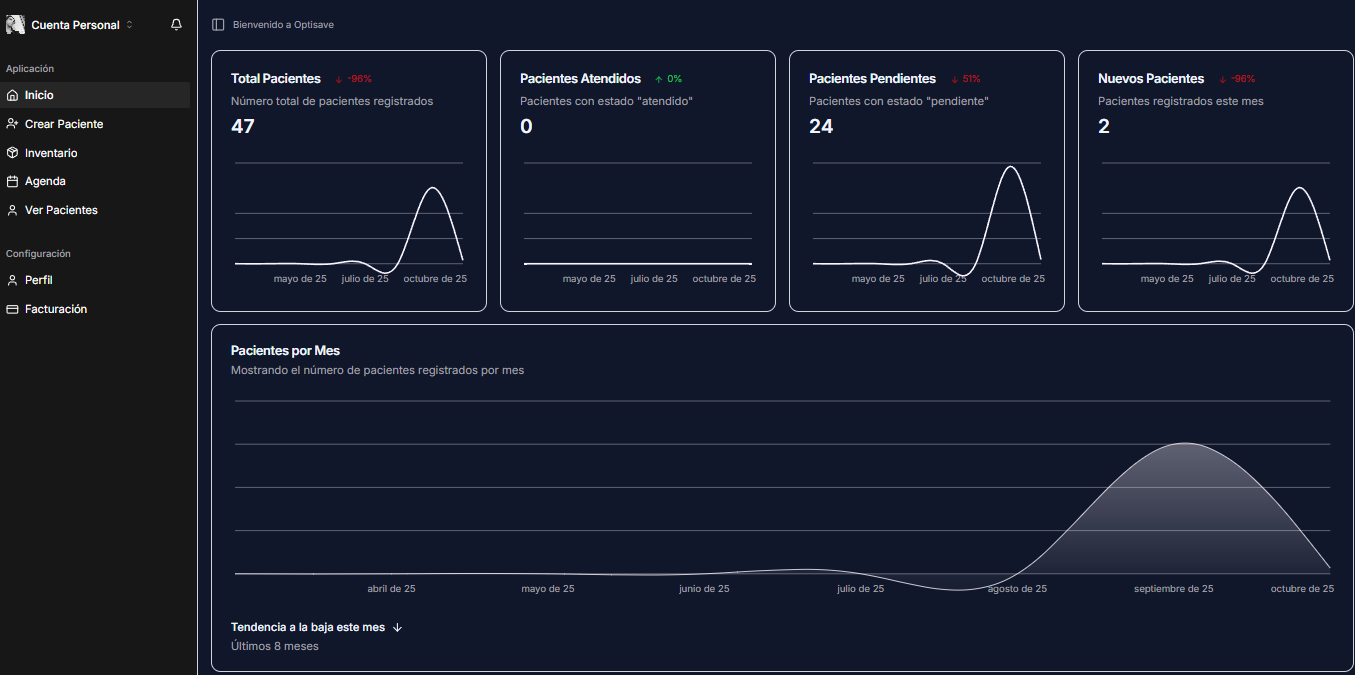 Cuenta Personal
Aplicación
Inicio
Crear Paciente
Inventario
Agenda
Ver Pacientes
Configuración
Perfil
Facturación
Bienvenido a Optisave
Total Pacientes ↓ -96%
Número total de pacientes registrados
47
mayo de 25 julio de 25 octubre de 25
Pacientes Atendidos ↑ 0%
Pacientes con estado "atendido"
0
mayo de 25 julio de 25 octubre de 25
Pacientes Pendientes ↓ 51%
Pacientes con estado "pendiente"
24
mayo de 25 julio de 25 octubre de 25
Nuevos Pacientes ↓ -96%
Pacientes registrados este mes
2
mayo de 25 julio de 25 octubre de 25
Pacientes por Mes
Mostrando el número de pacientes registrados por mes
abril de 25 mayo de 25 junio de 25 julio de 25 agosto de 25 septiembre de 25 octubre de 25
Tendencia a la baja este mes ↓
Últimos 8 meses